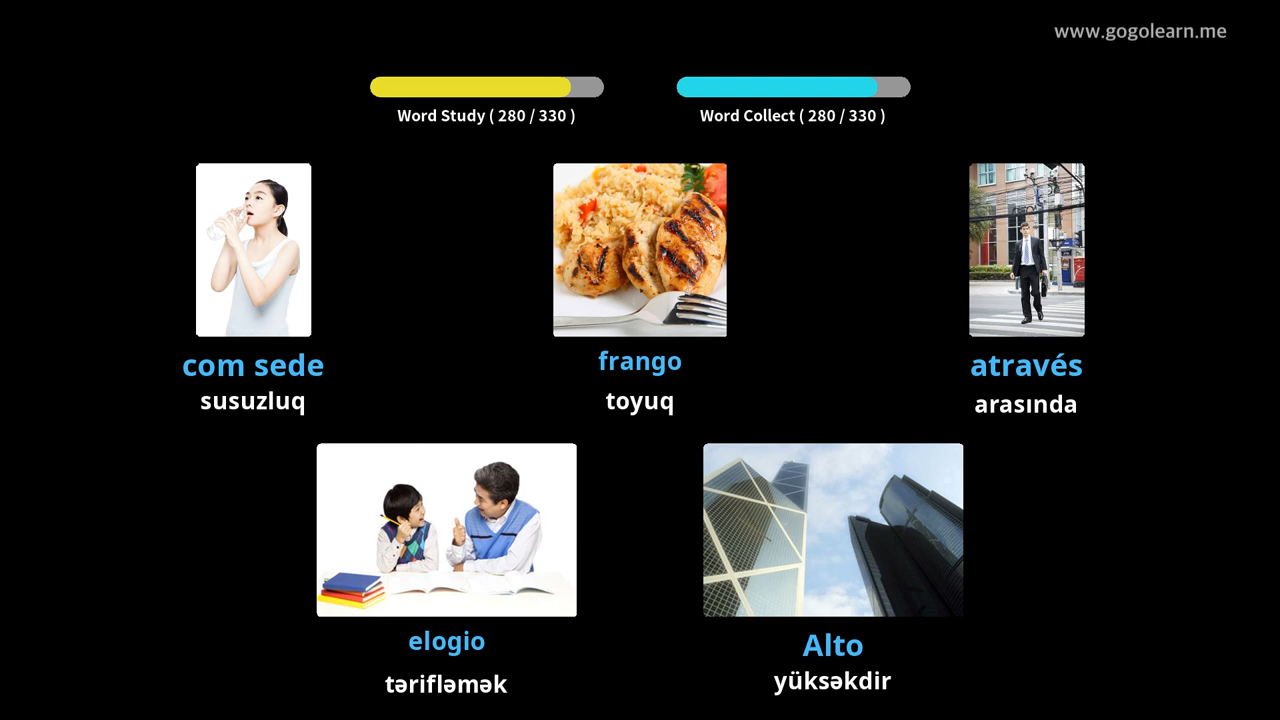 www.gogolearn.me
Word Study ( 280 / 330 )
Word Collect ( 280 / 330 )
com sede
susuzluq
frango
toyuq
através
arasında
elogio
tərifləmək
Alto
yüksəkdir